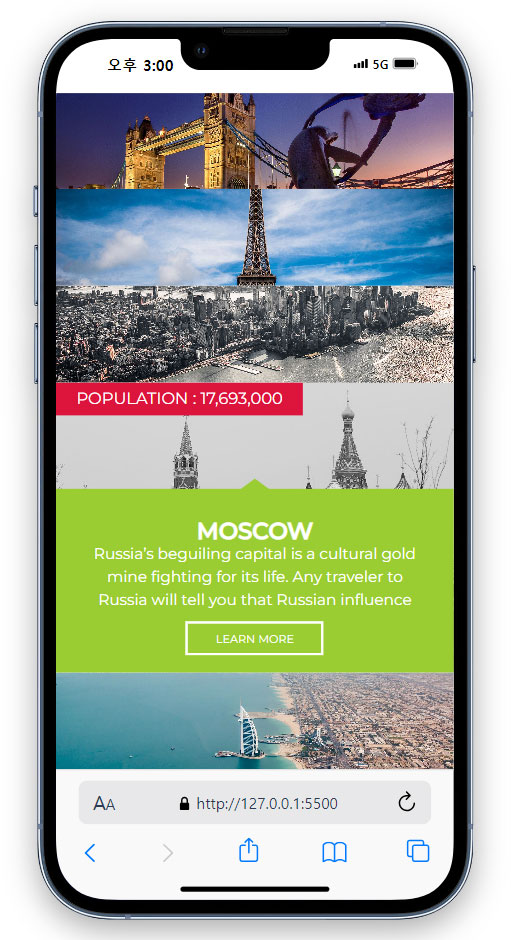 오후 3:00
5G
POPULATION : 17,693,000
MOSCOW
Russia's beguiling capital is a cultural gold
mine fighting for its life. Any traveler to
Russia will tell you that Russian influence
LEARN MORE
AA
http://127.0.0.1:5500